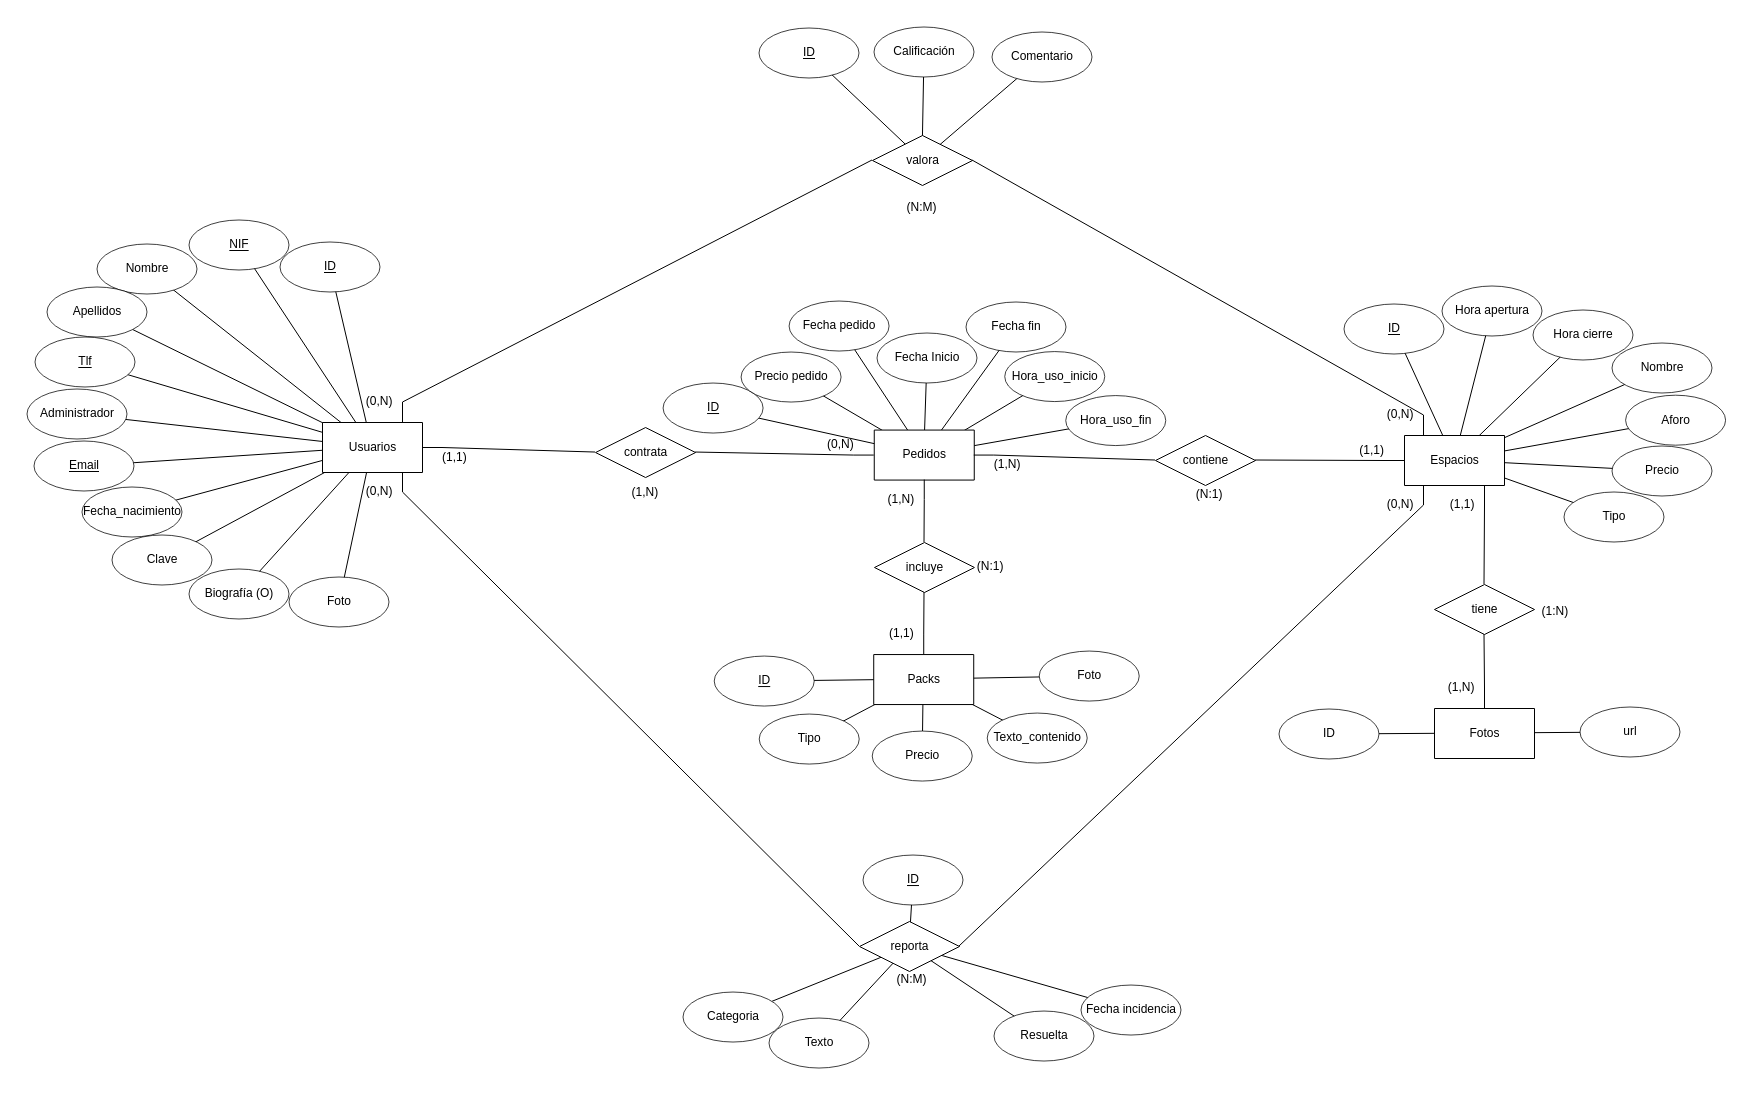 ID
Calificación
Comentario
valora
(N:M)
NIF
ID
Nombre
Apellidos
Tlf
Administrador
Email
Fecha_nacimiento
Clave
Biografía (O)
Foto
Usuarios
(0,N)
(1,1)
(0,N)
contrata
(1,N)
Fecha pedido
Fecha Inicio
Fecha fin
Precio pedido
Hora_uso_inicio
ID
Hora_uso_fin
(0,N)
Pedidos
(1,N)
(1,N)
contiene
(N:1)
ID
Hora apertura
Hora cierre
Nombre
Aforo
Precio
Tipo
(0,N)
(1,1)
Espacios
(0,N)
(1,1)
incluye
(N:1)
(1,1)
tiene
(1:N)
(1,N)
ID
Packs
Foto
Tipo
Precio
Texto_contenido
ID
Fotos
url
ID
reporta
(N:M)
Categoria
Texto
Resuelta
Fecha incidencia